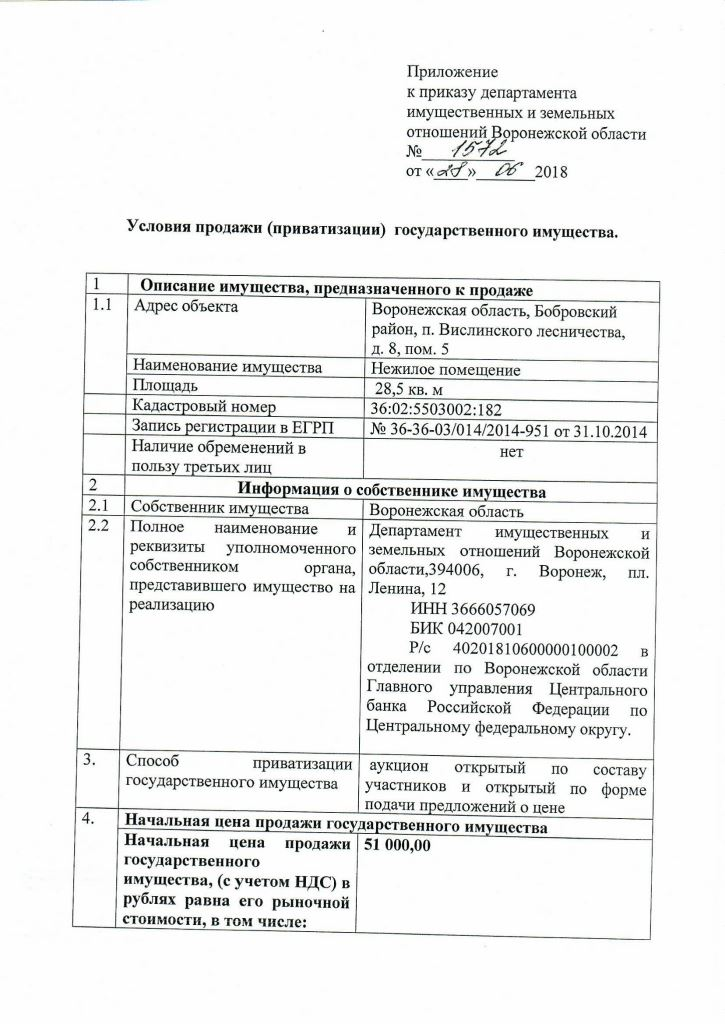 Приложение
к приказу департамента
имущественных и земельных
отношений Воронежской области
№ 1572
от «28» 06 2018
Условия продажи (приватизации) государственного имущества.
1 Описание имущества, предназначенного к продаже
1.1 Адрес объекта Воронежская область, Бобровский
район, п. Вислинского лесничества,
д. 8, пом. 5
Наименование имущества Нежилое помещение
Площадь 28,5 кв. м
Кадастровый номер 36:02:5503002:182
Запись регистрации в ЕГРП № 36-36-03/014/2014-951 от 31.10.2014
Наличие обременений в нет
пользу третьих лиц
2 Информация о собственнике имущества
2.1 Собственник имущества Воронежская область
2.2 Полное наименование и Департамент имущественных и
реквизиты уполномоченного земельных отношений Воронежской
собственником органа, области,394006, г. Воронеж, пл.
представившего имущество на Ленина, 12
реализацию ИНН 3666057069
БИК 042007001
Р/с 40201810600000100002 в
отделении по Воронежской области
Главного управления Центрального
банка Российской Федерации по
Центральному федеральному округу.
3. Способ приватизации аукцион открытый по составу
государственного имущества участников и открытый по форме
подачи предложений о цене
4. Начальная цена продажи государственного имущества
Начальная цена продажи 51 000,00
государственного
имущества, (с учетом НДС) в
рублях равна его рыночной
стоимости, в том числе: